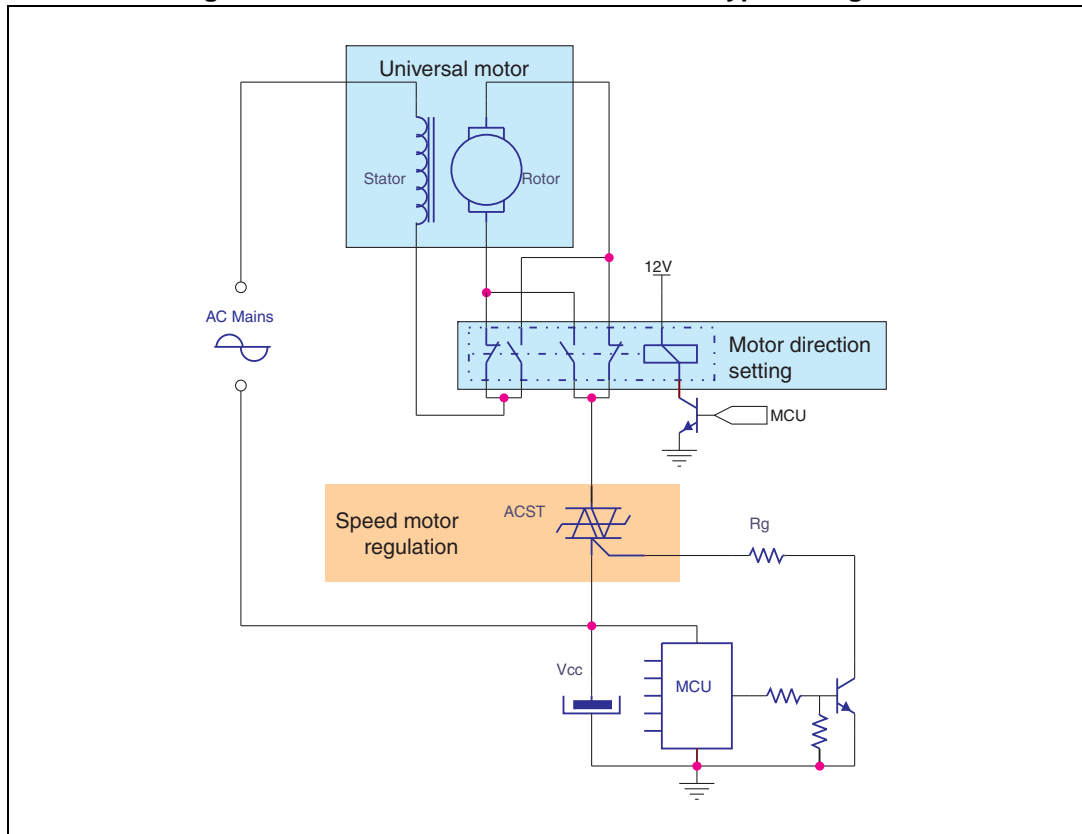 Universal motor
Stator
Rotor
12V
AC Mains
Motor direction
setting
MCU
ACST
Speed motor
regulation
Rg
Vcc
MCU